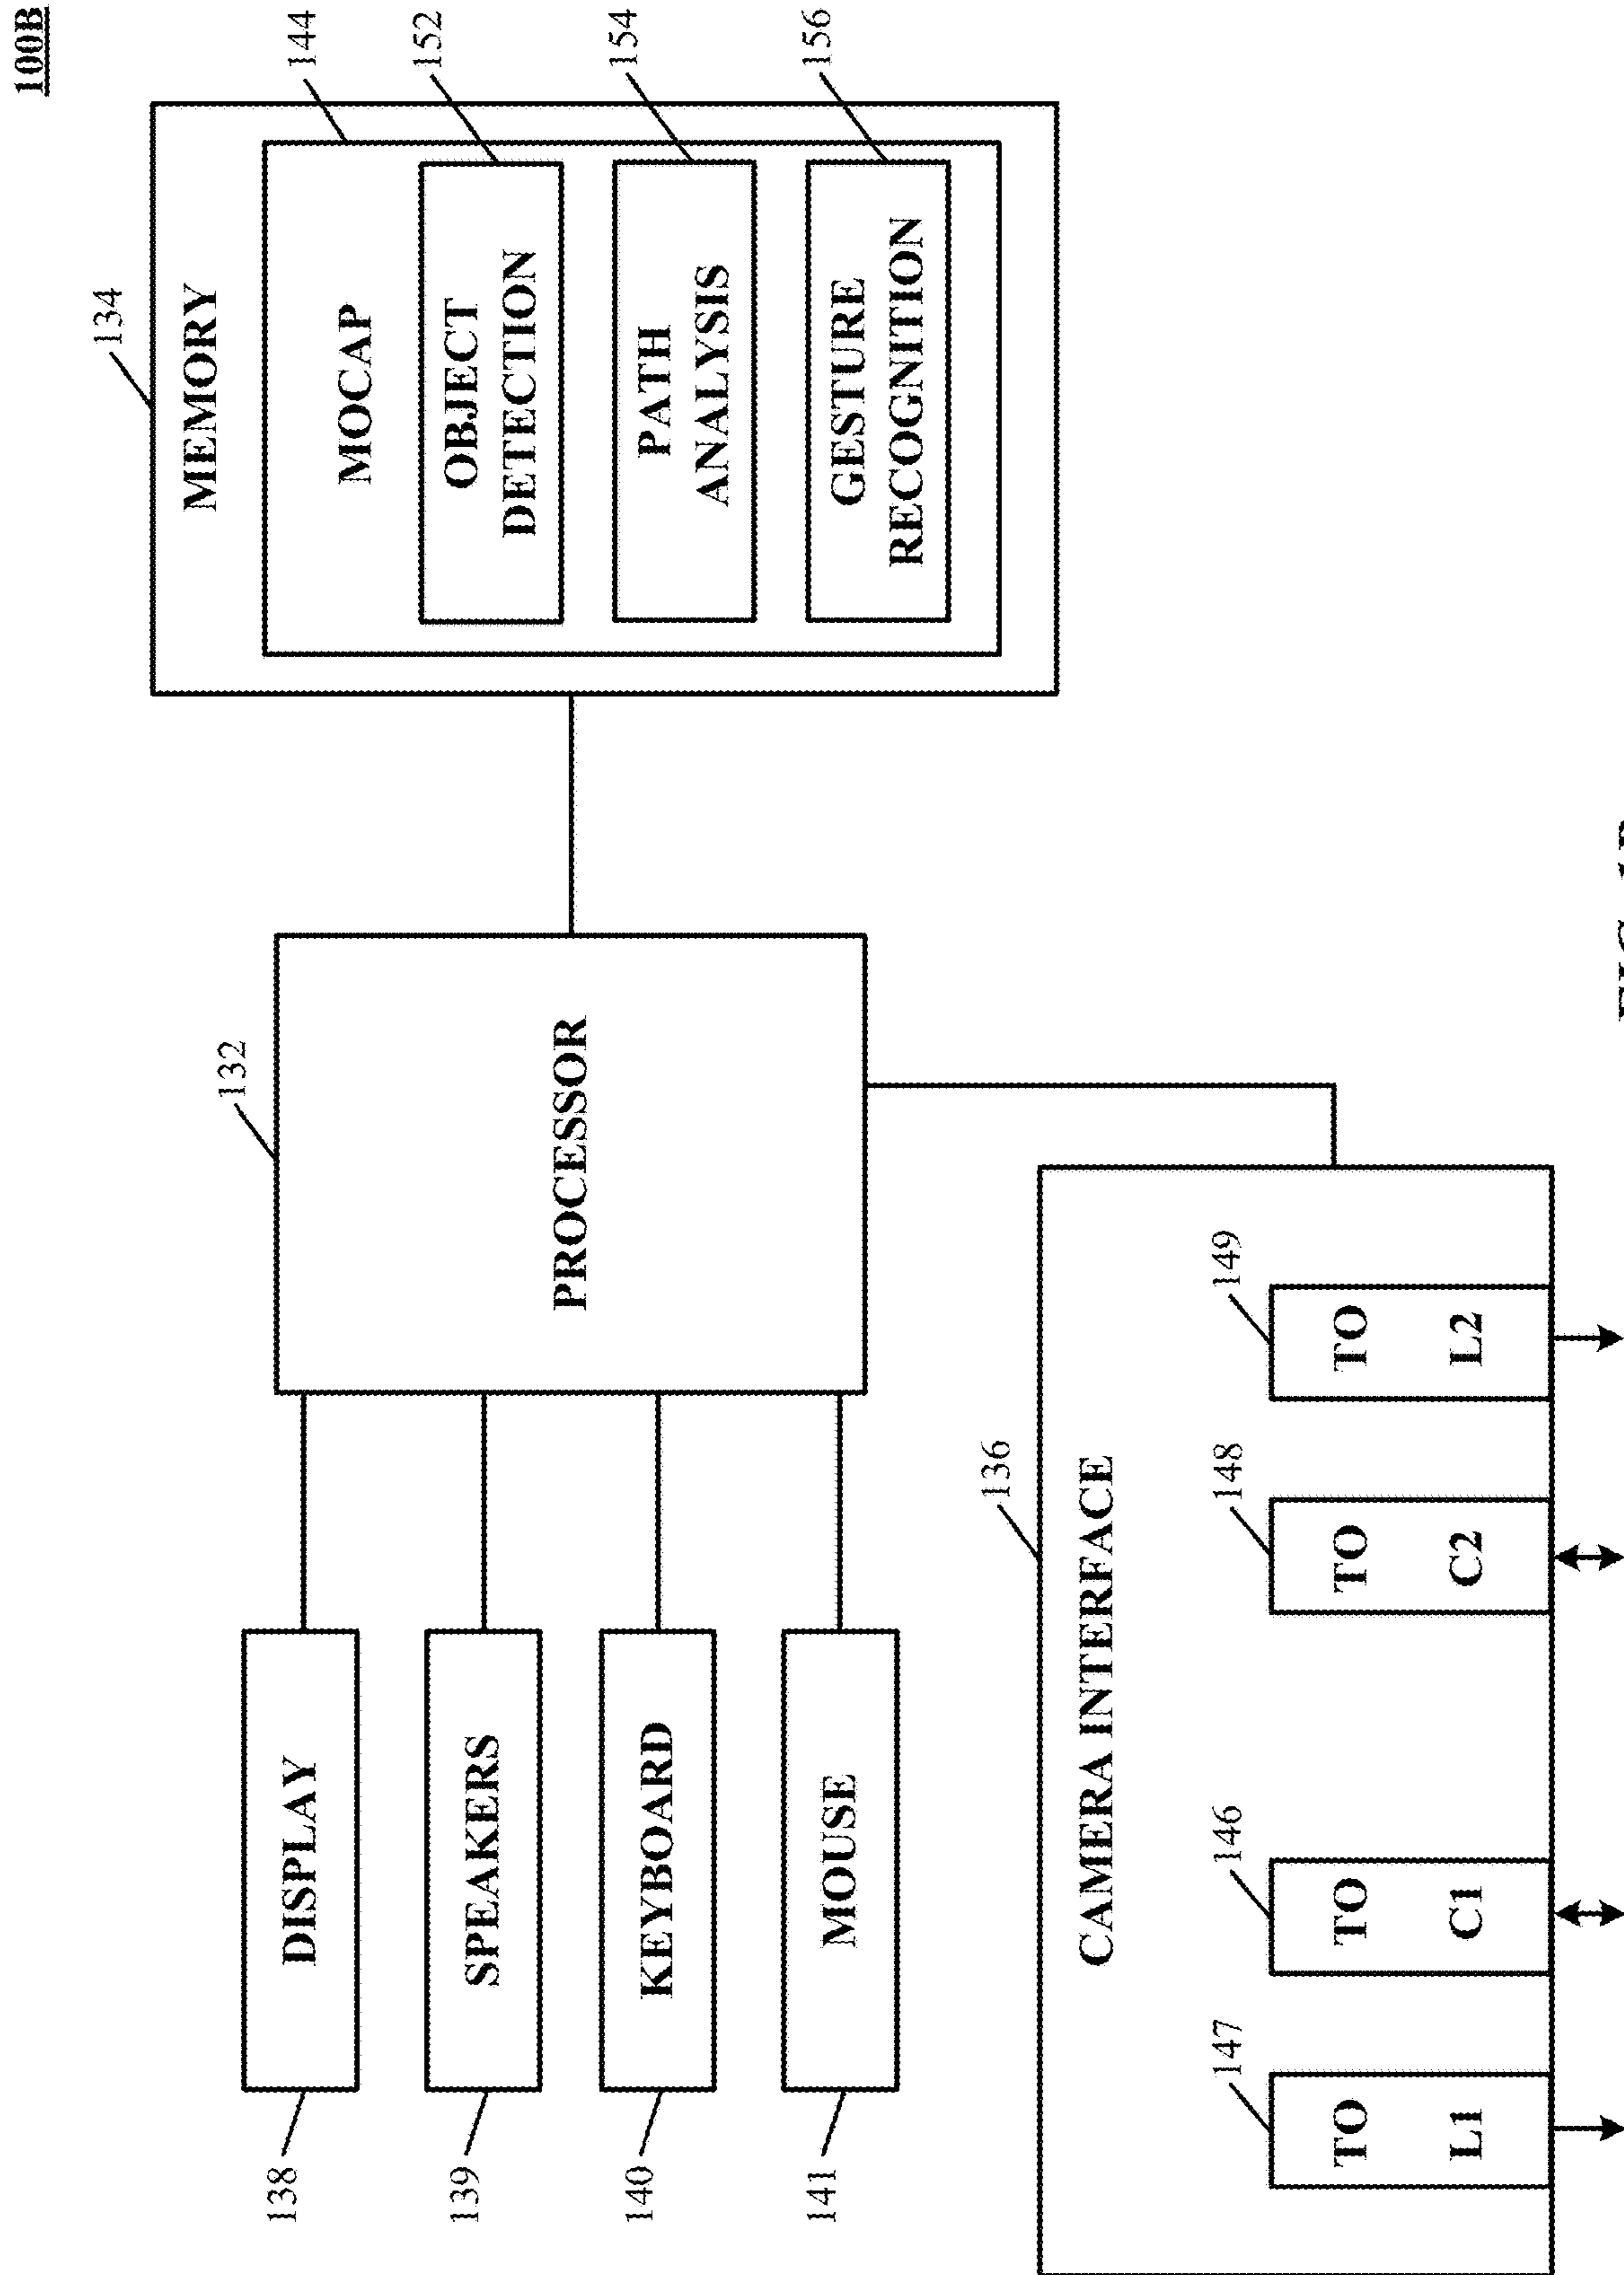 100B
134
MEMORY
144
MOCAP
152
OBJECT
DETECTION
154
PATH
ANALYSIS
156
GESTURE
RECOGNITION
132
PROCESSOR
138
DISPLAY
139
SPEAKERS
140
KEYBOARD
141
MOUSE
136
CAMERA INTERFACE
147
TO
L1
146
TO
C1
148
TO
C2
149
TO
L2